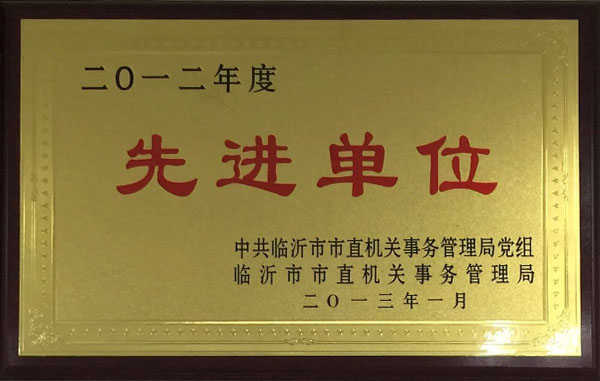 二〇一二年度
先进单位
中共临沂市市直机关事务管理局党组
临沂市市直机关事务管理局
二〇一三年一月